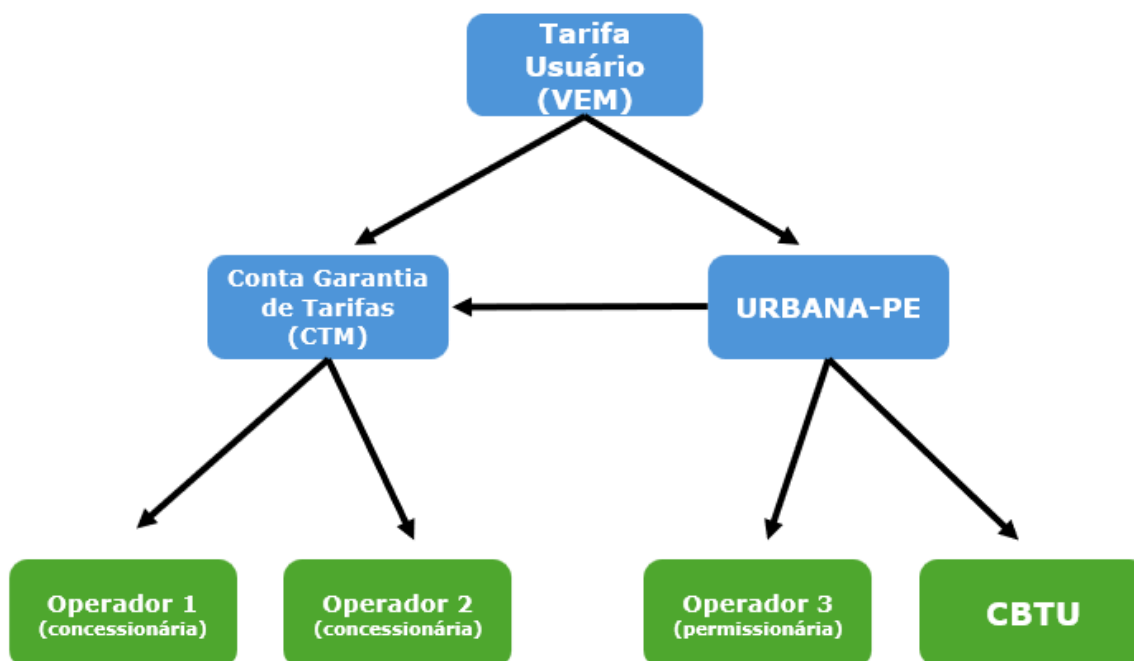 Tarifa
Usuário
(VEM)
Conta Garantia
de Tarifas
(CTM)
URBANA-PE
Operador 1
(concessionária)
Operador 2
(concessionária)
Operador 3
(permissionária)
CBTU